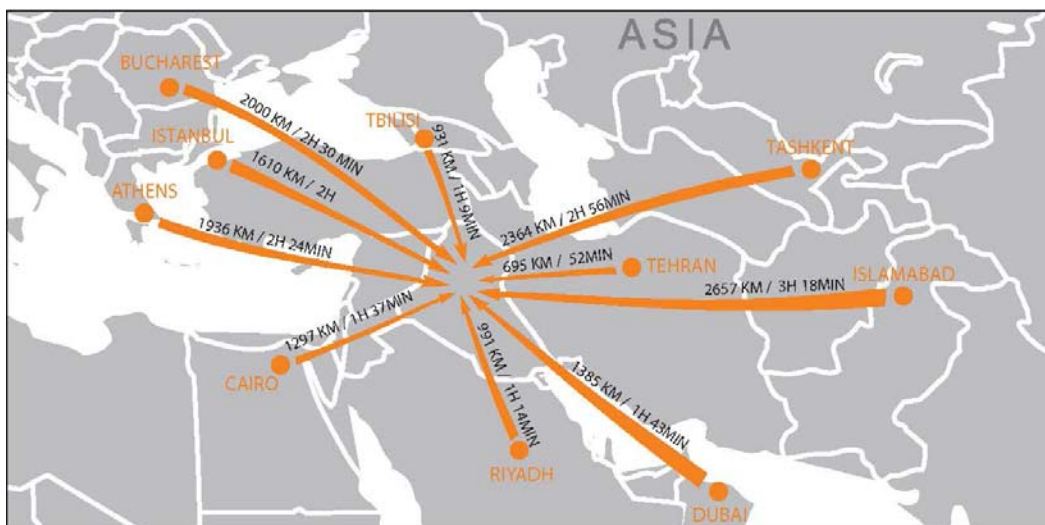 ASIA
BUCHAREST
2000 KM / 2H 30 MIN
TBILISI
931 KM / 1H 9MIN
ISTANBUL
1610 KM / 2H
TASHKENT
2364 KM / 2H 56MIN
ATHENS
1936 KM / 2H 24MIN
695 KM / 52MIN
TEHRAN
ISLAMABAD
2657 KM / 3H 18MIN
1297 KM / 1H 37MIN
CAIRO
991 KM / 1H 14MIN
RIYADH
1385 KM / 1H 43MIN
DUBAI